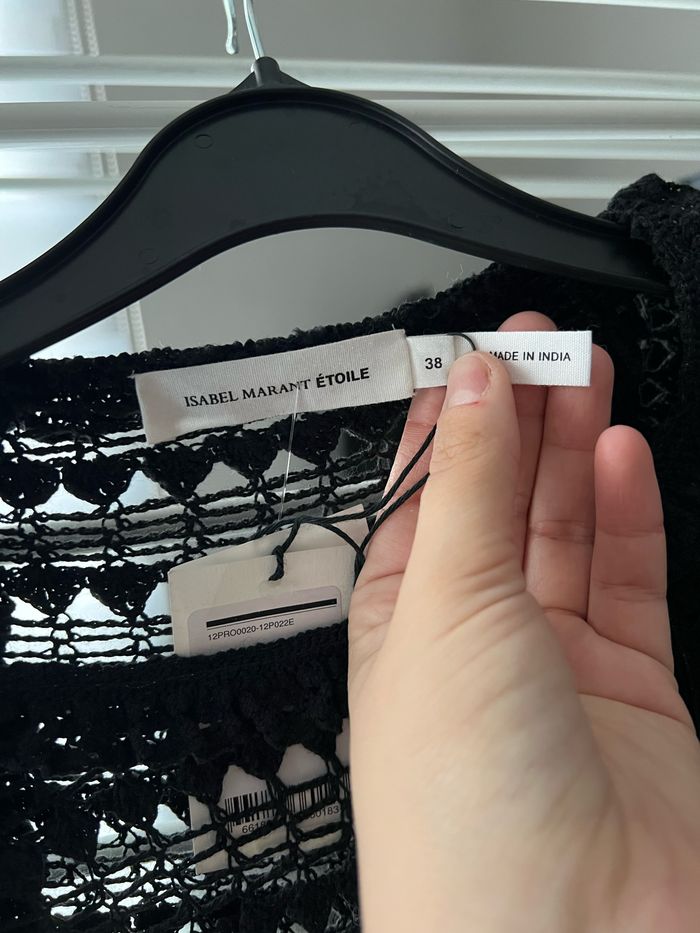 ISABEL MARANT ÉTOILE
38
MADE IN INDIA
12PRO0020-12P022E